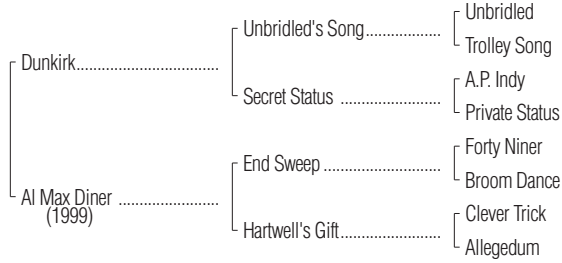 Unbridled
Unbridled's Song....................
Trolley Song
Dunkirk......................................
A.P. Indy
Secret Status ...........................
Private Status
Forty Niner
End Sweep ...............................
Broom Dance
Al Max Diner ...........................
(1999)
Clever Trick
Hartwell's Gift...........................
Allegedum